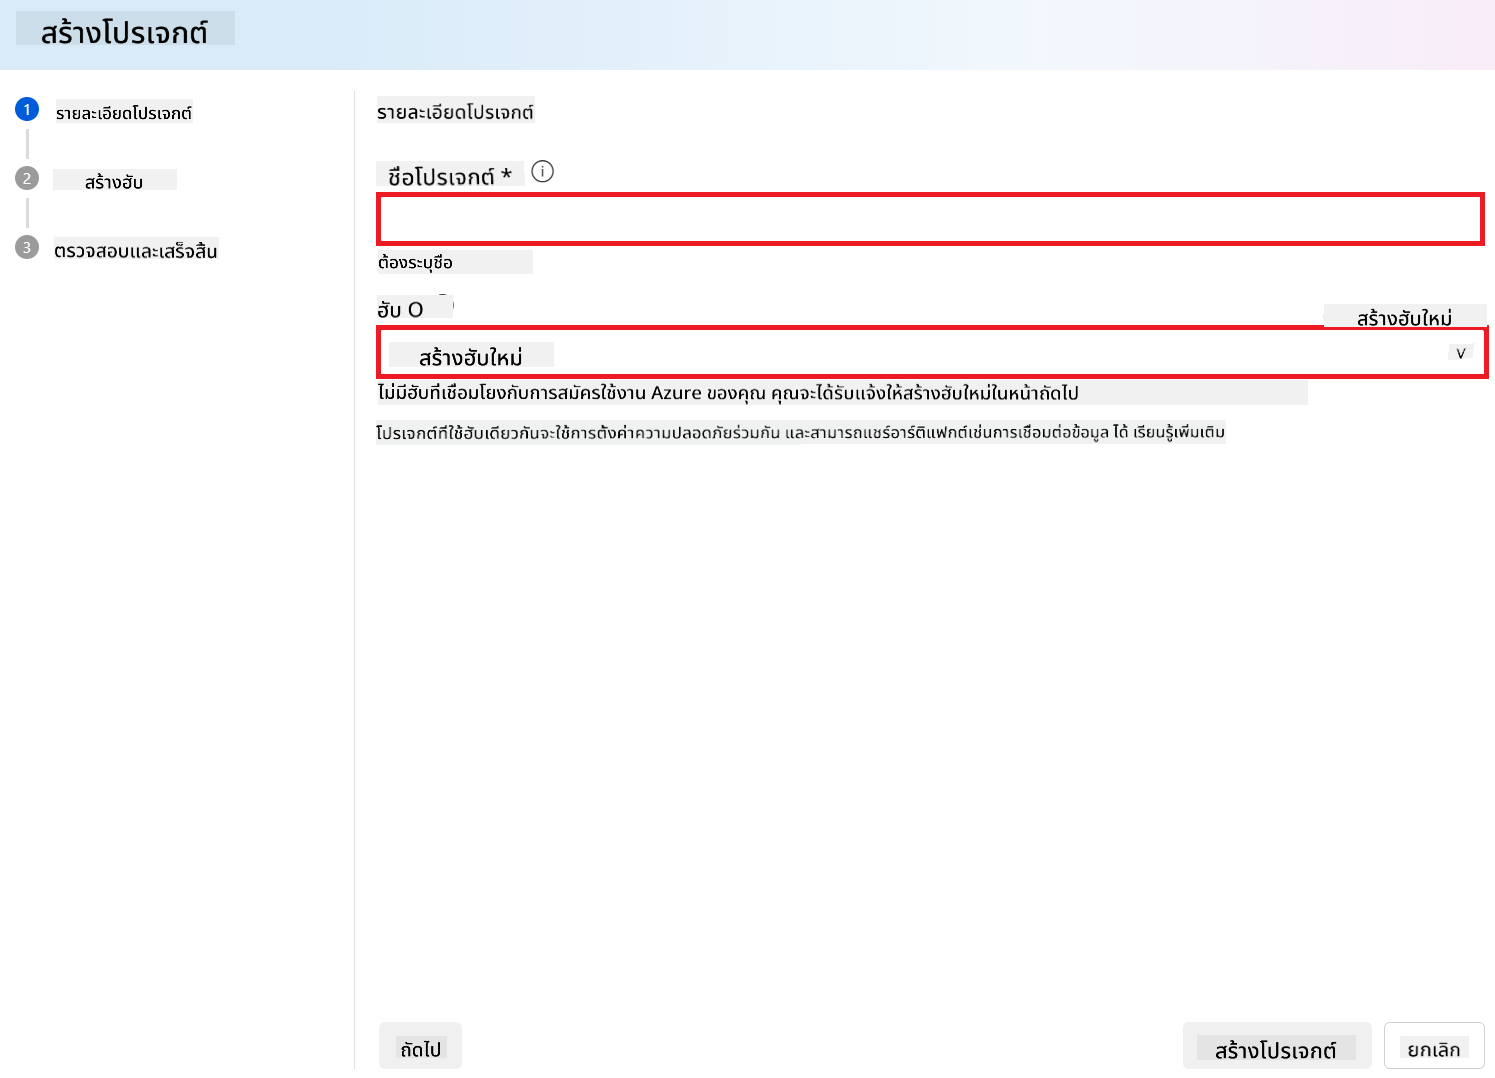 สร้างโปรเจกต์
1 รายละเอียดโปรเจกต์
2 สร้างฮับ
3 ตรวจสอบและเสร็จสิ้น
รายละเอียดโปรเจกต์
ชื่อโปรเจกต์ * i
ต้องระบุชื่อ
ฮับ O
สร้างฮับใหม่
สร้างฮับใหม่ V
ไม่มีฮับที่เชื่อมโยงกับการสมัครใช้งาน Azure ของคุณ คุณจะได้รับแจ้งให้สร้างฮับใหม่ในหน้าถัดไป
โปรเจกต์ที่ใช้ฮับเดียวกันจะใช้การตั้งค่าความปลอดภัยร่วมกัน และสามารถแชร์อาร์ติแฟกต์เช่นการเชื่อมต่อข้อมูล ได้ เรียนรู้เพิ่มเติม
ถัดไป
สร้างโปรเจกต์
ยกเลิก